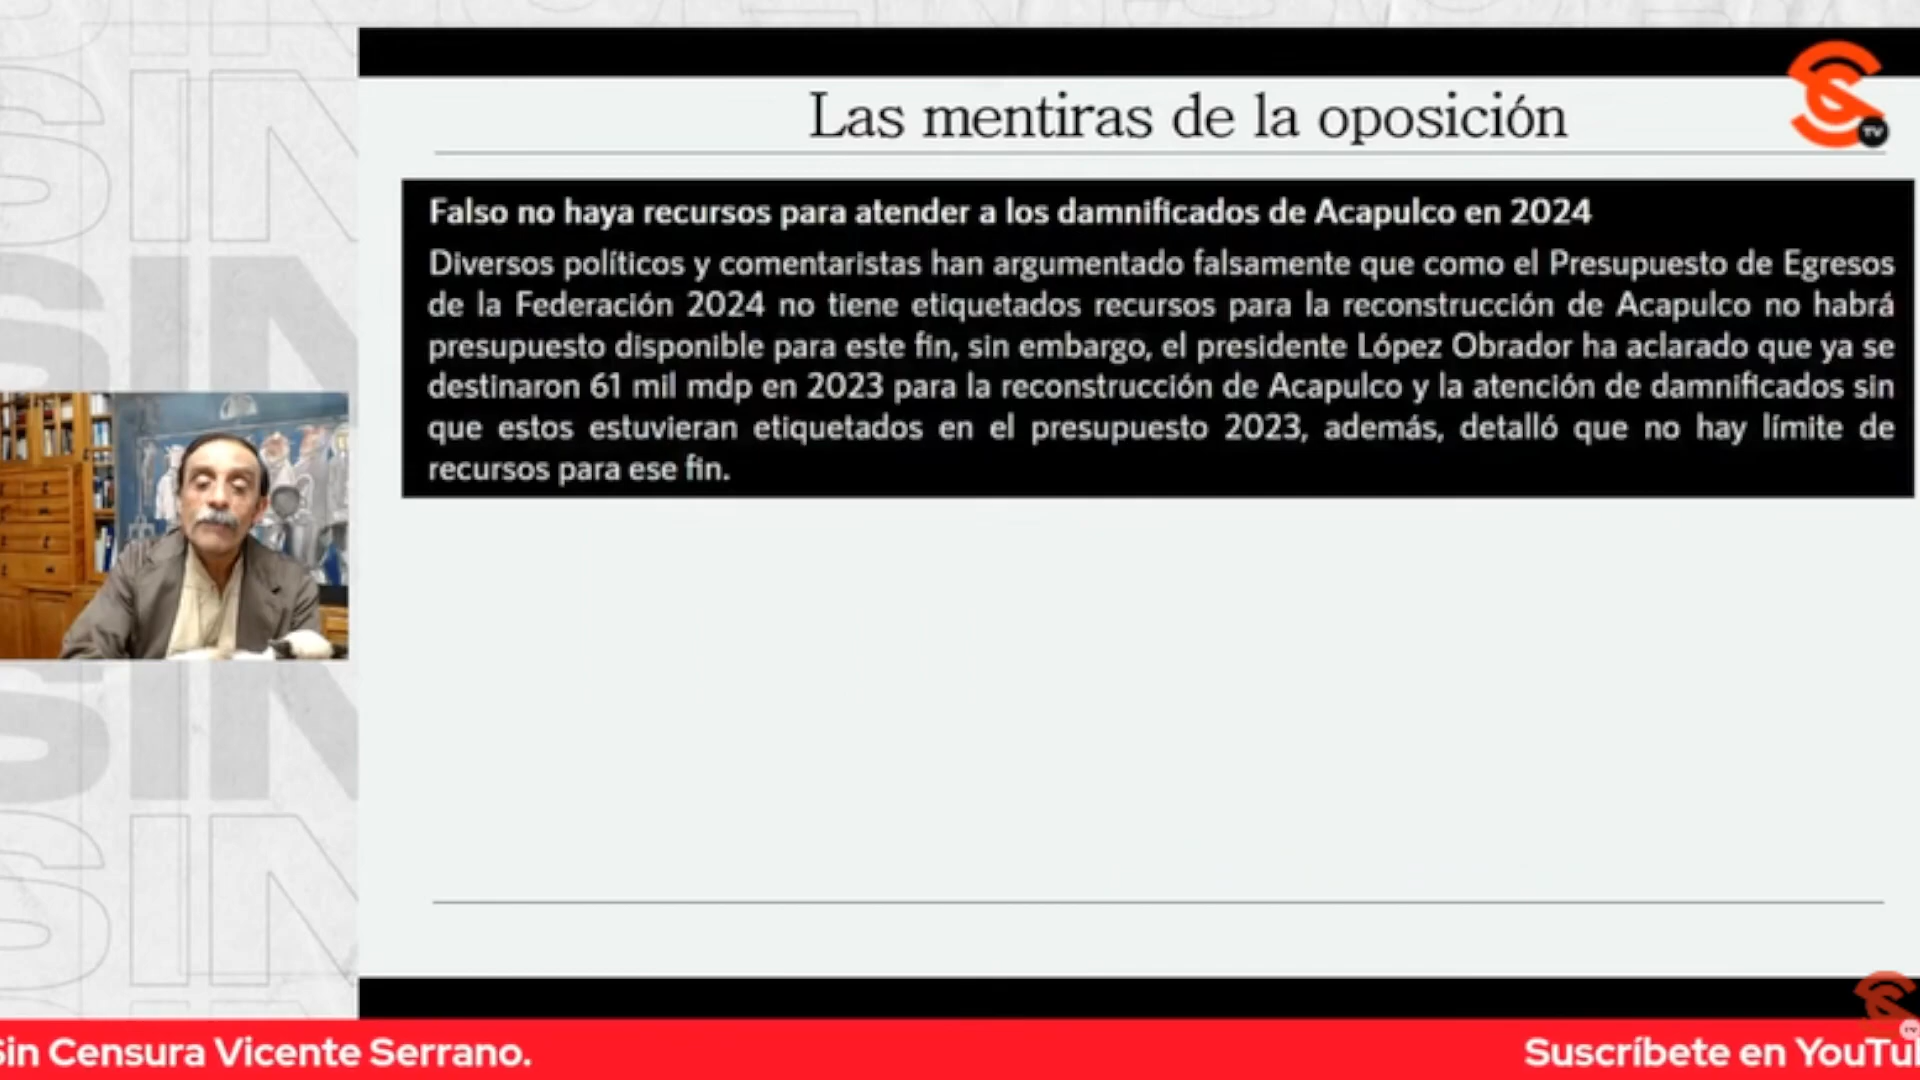 Las mentiras de la oposición
TV
Falso no haya recursos para atender a los damnificados de Acapulco en 2024
Diversos políticos y comentaristas han argumentado falsamente que como el Presupuesto de Egresos
de la Federación 2024 no tiene etiquetados recursos para la reconstrucción de Acapulco no habrá
presupuesto disponible para este fin, sin embargo, el presidente López Obrador ha aclarado que ya se
destinaron 61 mil mdp en 2023 para la reconstrucción de Acapulco y la atención de damnificados sin
que estos estuvieran etiquetados en el presupuesto 2023, además, detalló que no hay límite de
recursos para ese fin.
SIN
SIN
SIN
SIN
Sin Censura Vicente Serrano.
Suscríbete en YouTu